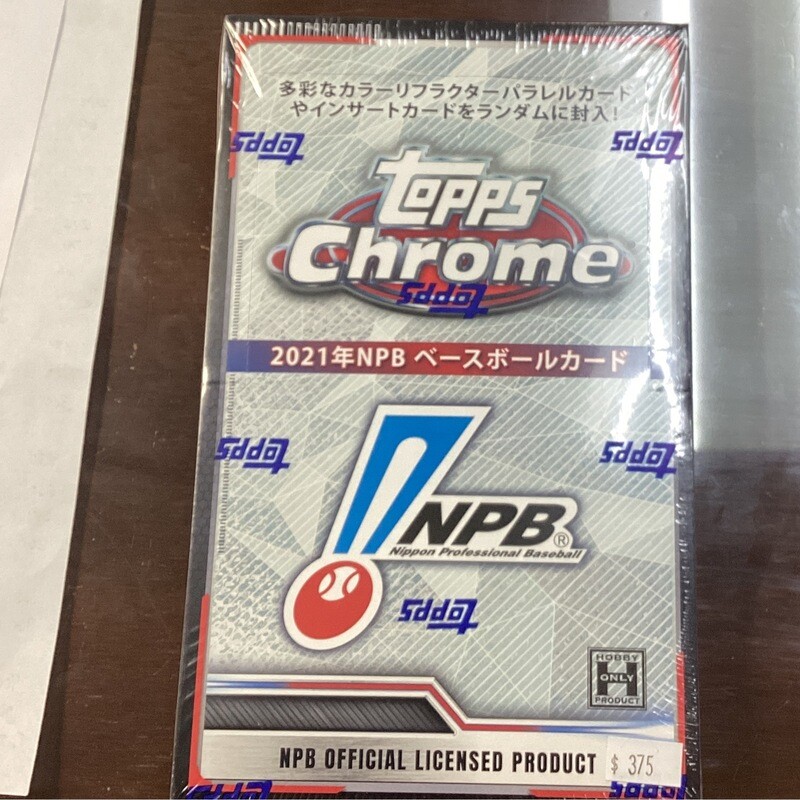 多彩なカラーリフラクターパラレルカード
やインサートカードをランダムに封入!
topps
topps
topps
Chrome
topps
2021年NPB ベースボールカード
topps
topps
NPB®
Nippon Professional Baseball
topps
HOBBY
H
ONLY
PRODUCT
NPB OFFICIAL LICENSED PRODUCT
$ 375
topps
topps